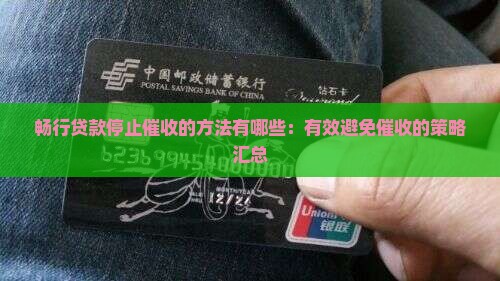 中国邮政储蓄银行
POSTAL SAVINGS BANK OF CHINA
钻石卡
畅行贷款停止催收的方法有哪些：有效避免催收的策略
汇总
MONTH/YEAR
12/24
UnionPay
银联